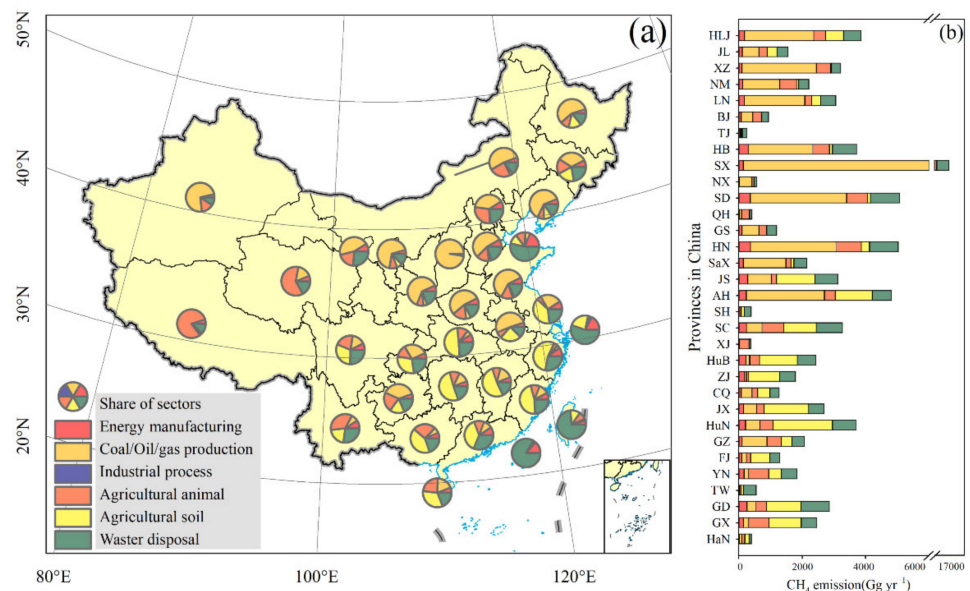 50°N
40°N
30°N
20°N
(a)
Share of sectors
Energy manufacturing
Coal/Oil/gas production
Industrial process
Agricultural animal
Agricultural soil
Waster disposal
80°E
100°E
120°E
(b)
Provinces in China
HLJ
JL
XZ
NM
LN
BJ
TJ
HB
SX
NX
SD
QH
GS
HN
SaX
JS
AH
SH
SC
XJ
HuB
ZJ
CQ
JX
HuN
GZ
FJ
YN
TW
GD
GX
HaN
0 2000 4000 6000 17000
CH₄ emission(Gg yr⁻¹)